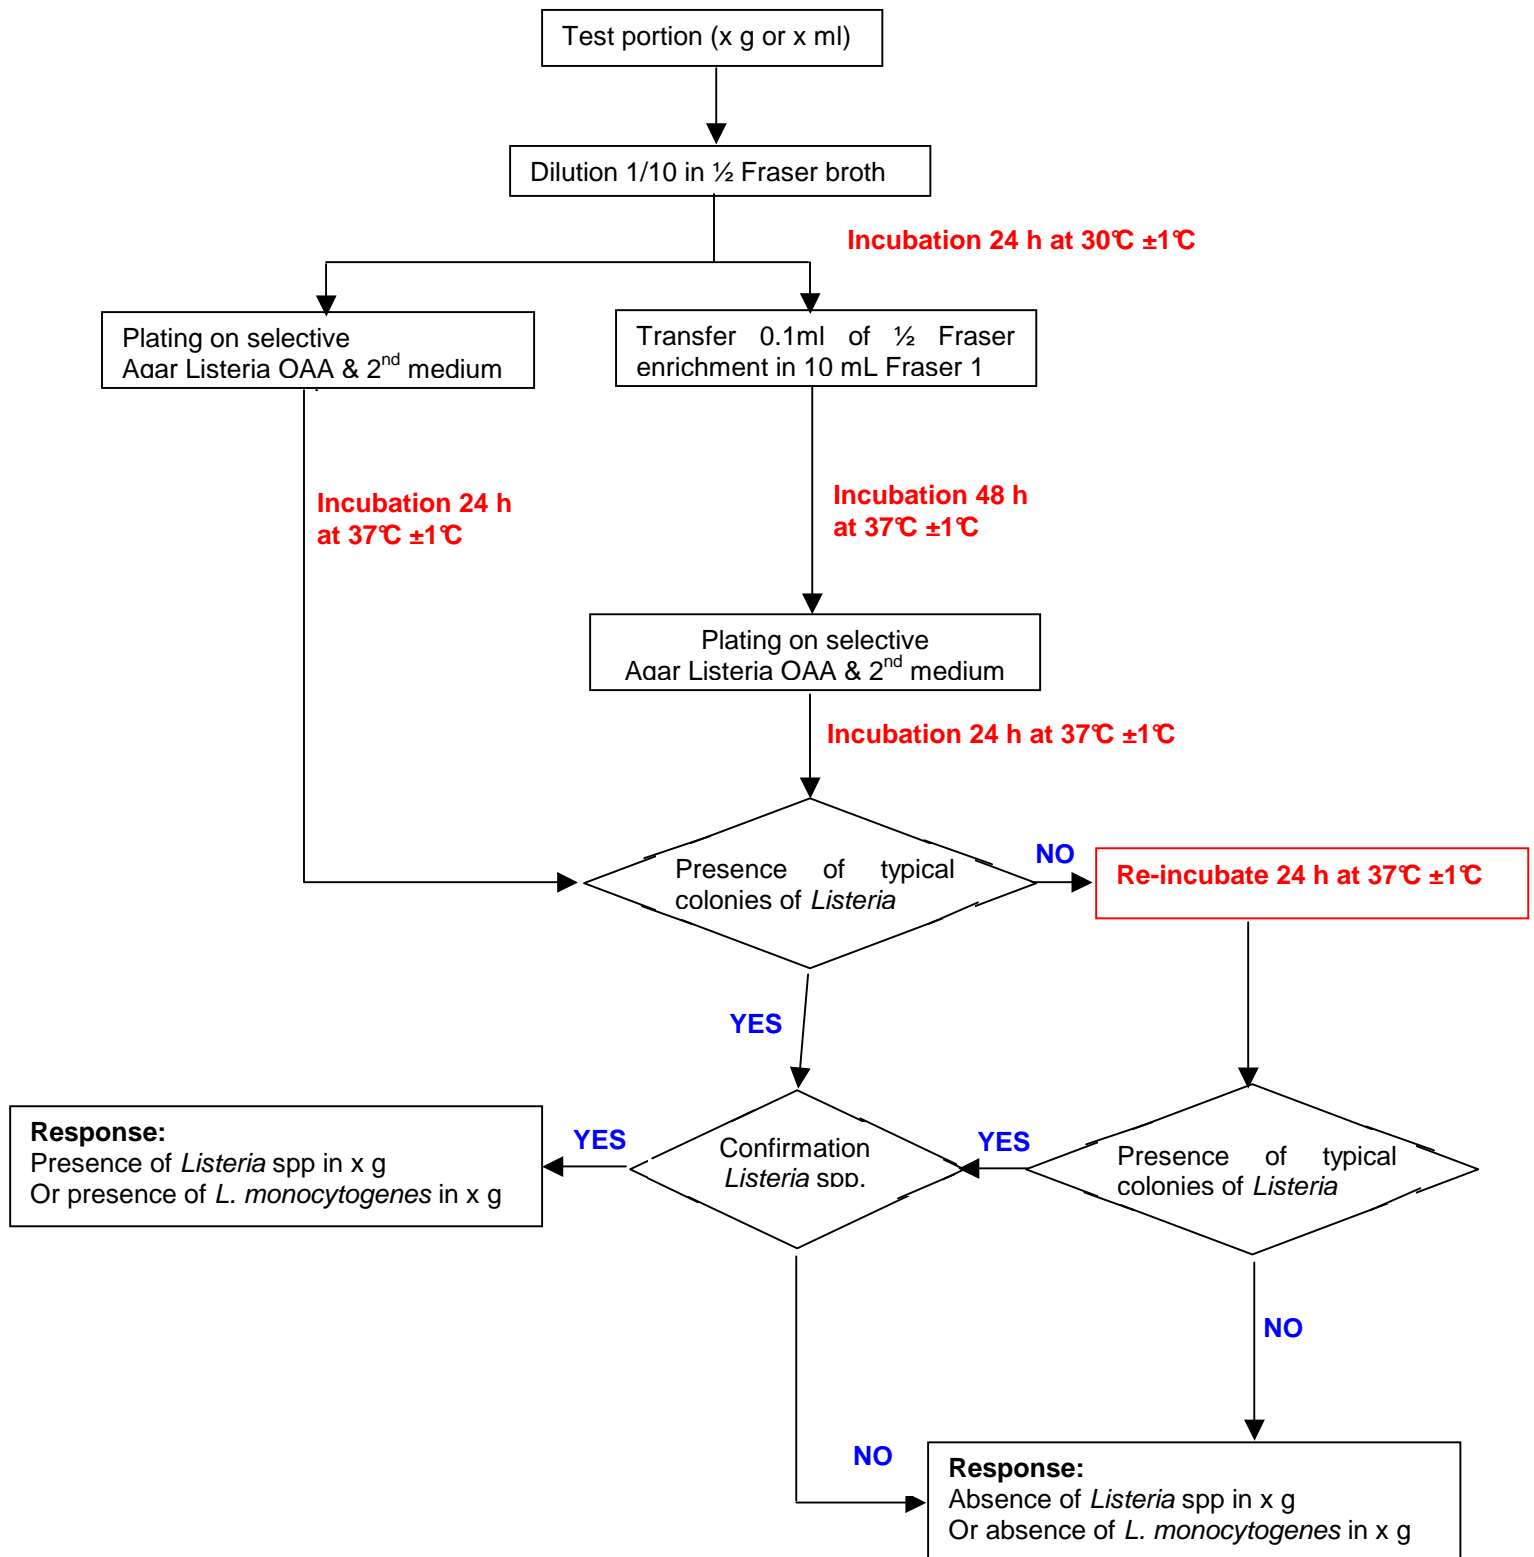 Test portion (x g or x ml)
Dilution 1/10 in ½ Fraser broth
Incubation 24 h at 30°C ±1°C
Plating on selective
Agar Listeria OAA & 2nd medium
Transfer 0.1ml of ½ Fraser
enrichment in 10 mL Fraser 1
Incubation 24 h
at 37°C ±1°C
Incubation 48 h
at 37°C ±1°C
Plating on selective
Agar Listeria OAA & 2nd medium
Incubation 24 h at 37°C ±1°C
Presence of typical
colonies of Listeria
NO
Re-incubate 24 h at 37°C ±1°C
YES
Response:
Presence of Listeria spp in x g
Or presence of L. monocytogenes in x g
YES
Confirmation
Listeria spp.
YES
Presence of typical
colonies of Listeria
NO
NO
Response:
Absence of Listeria spp in x g
Or absence of L. monocytogenes in x g